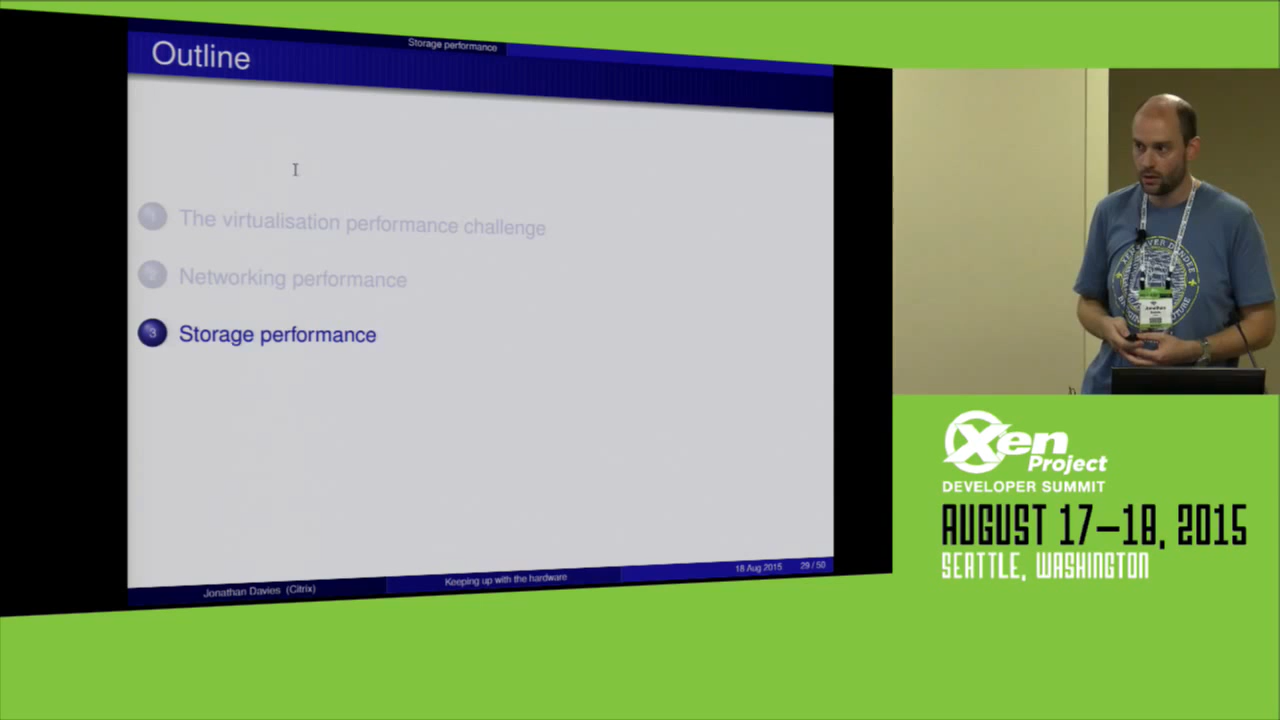 Storage performance
Outline
1 The virtualisation performance challenge
2 Networking performance
3 Storage performance
Jonathan Davies (Citrix)
Keeping up with the hardware
18 Aug 2015
29 / 50
Jonathan
Xen
Project
DEVELOPER SUMMIT
AUGUST 17–18, 2015
SEATTLE, WASHINGTON